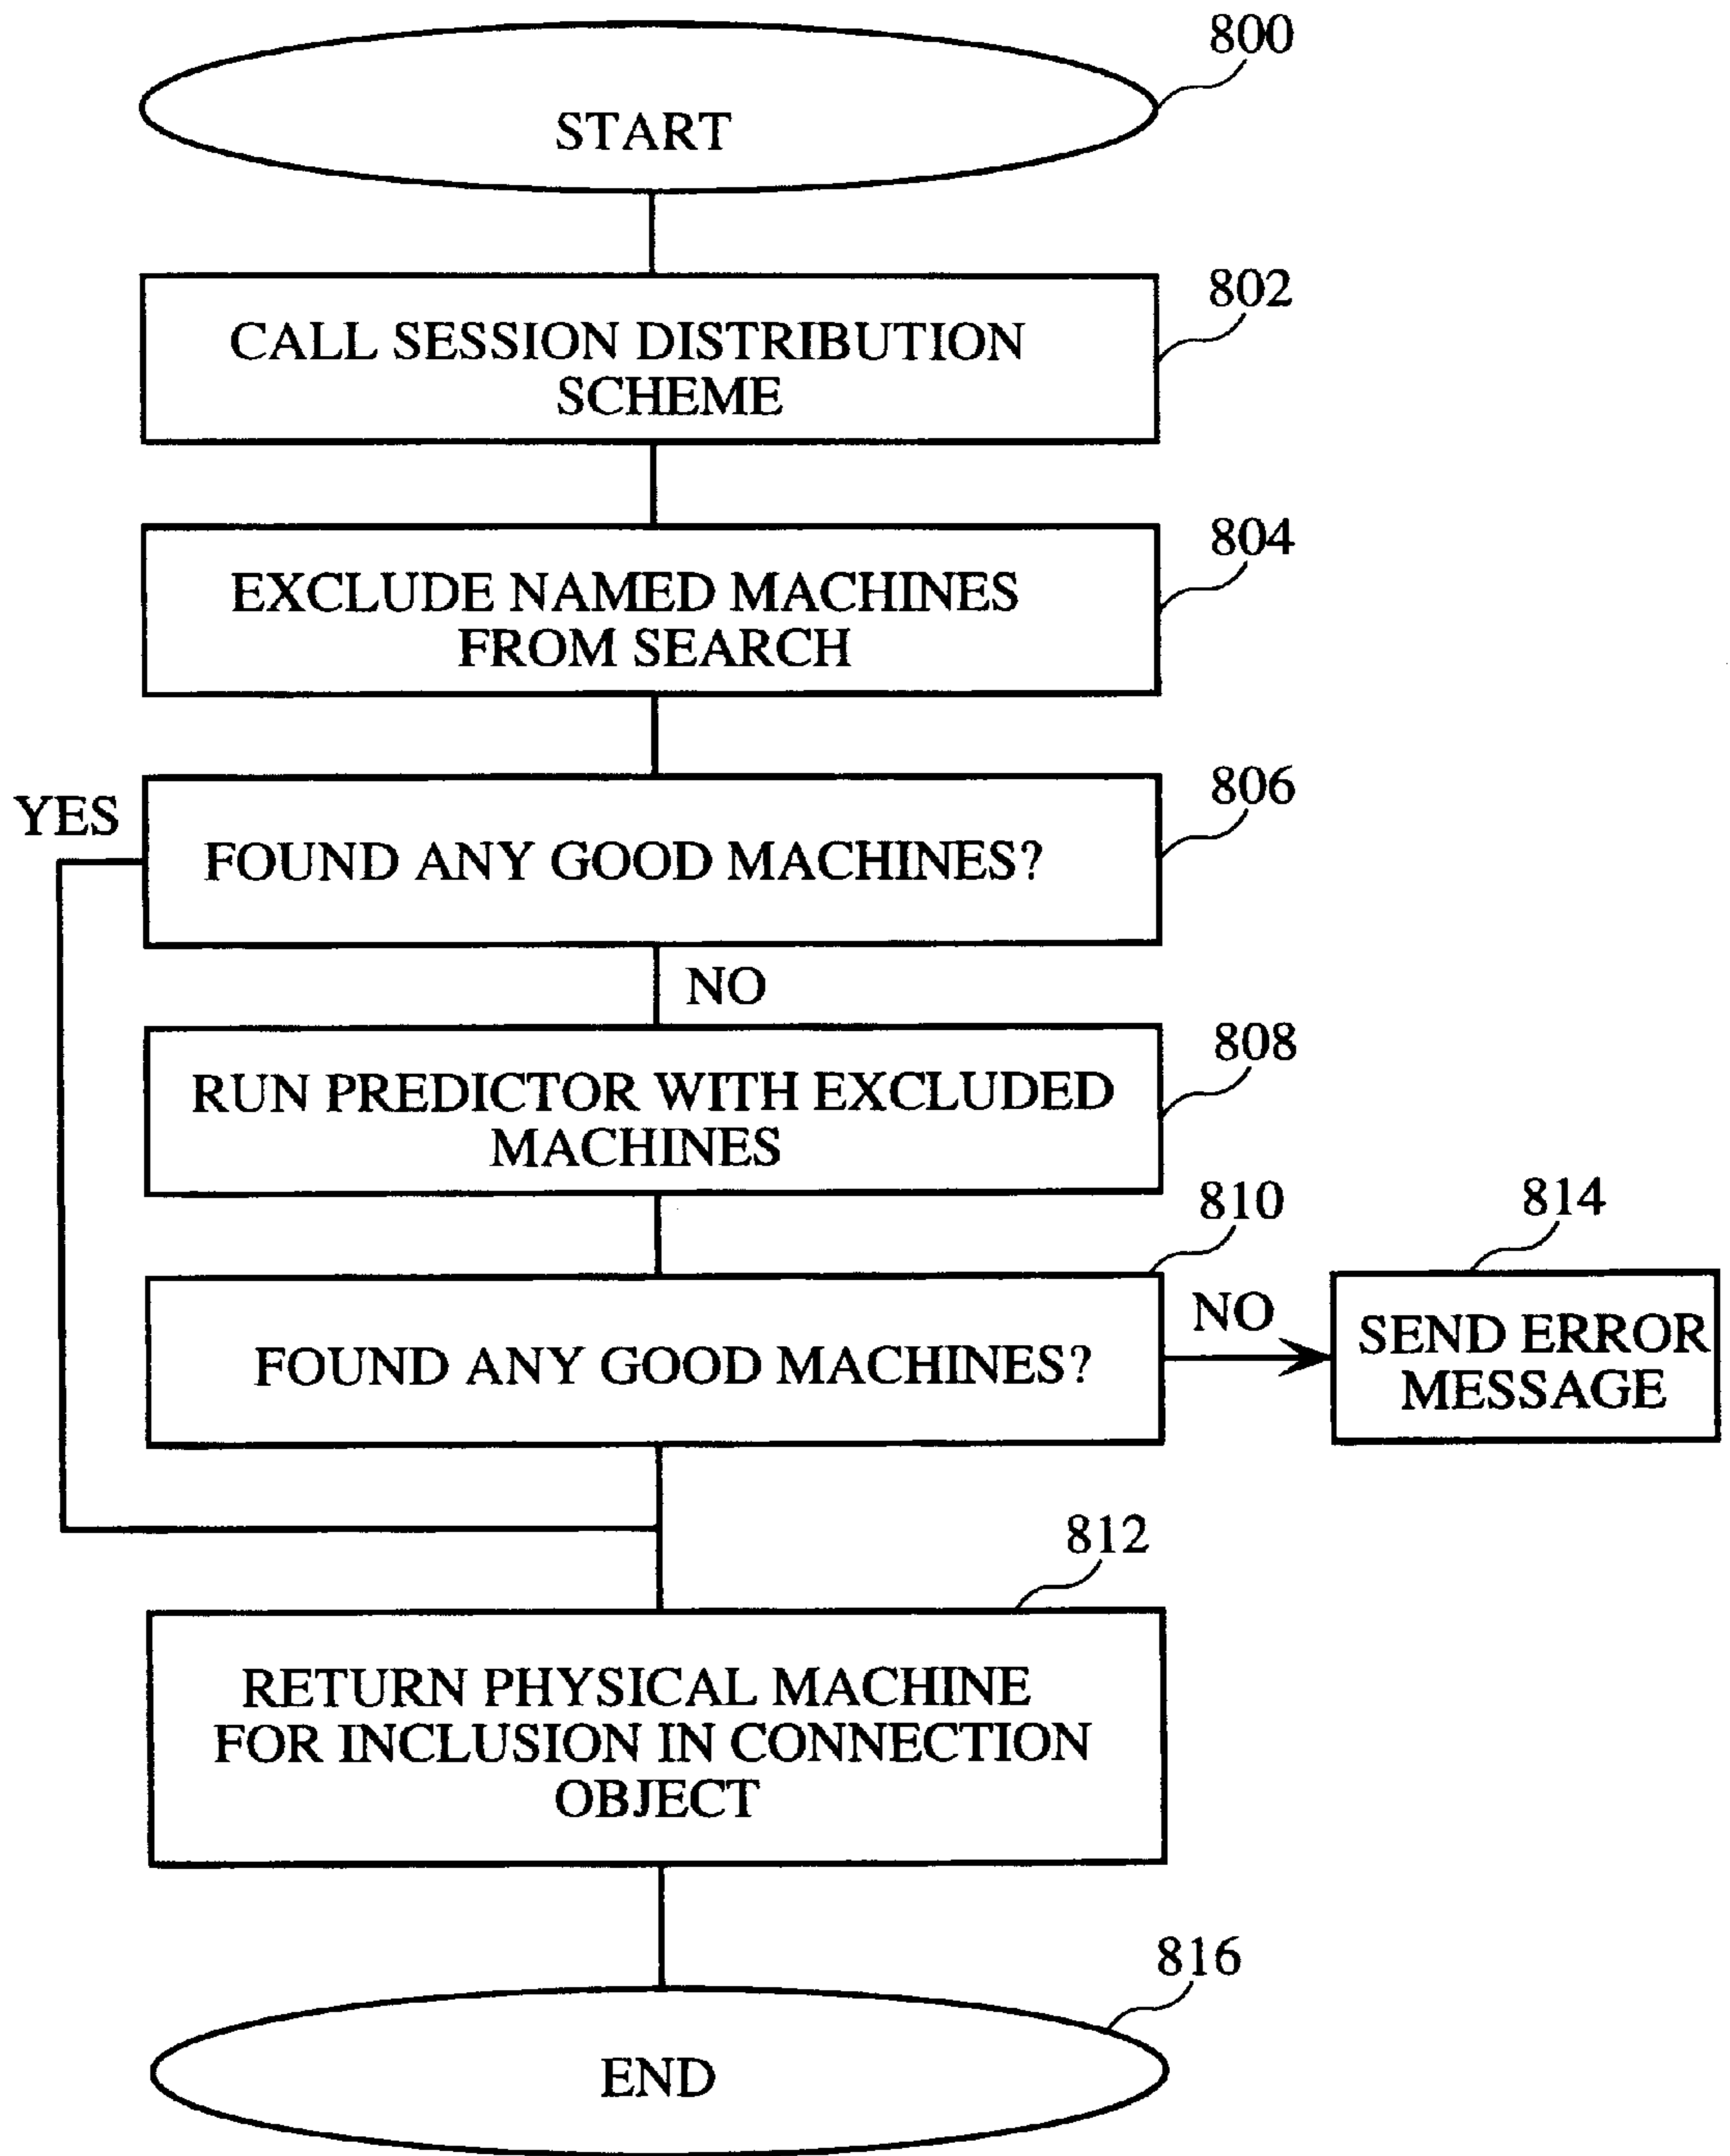 800
START
802
CALL SESSION DISTRIBUTION
SCHEME
804
EXCLUDE NAMED MACHINES
FROM SEARCH
806
YES
FOUND ANY GOOD MACHINES?
NO
808
RUN PREDICTOR WITH EXCLUDED
MACHINES
810
814
NO
FOUND ANY GOOD MACHINES?
SEND ERROR
MESSAGE
812
RETURN PHYSICAL MACHINE
FOR INCLUSION IN CONNECTION
OBJECT
816
END